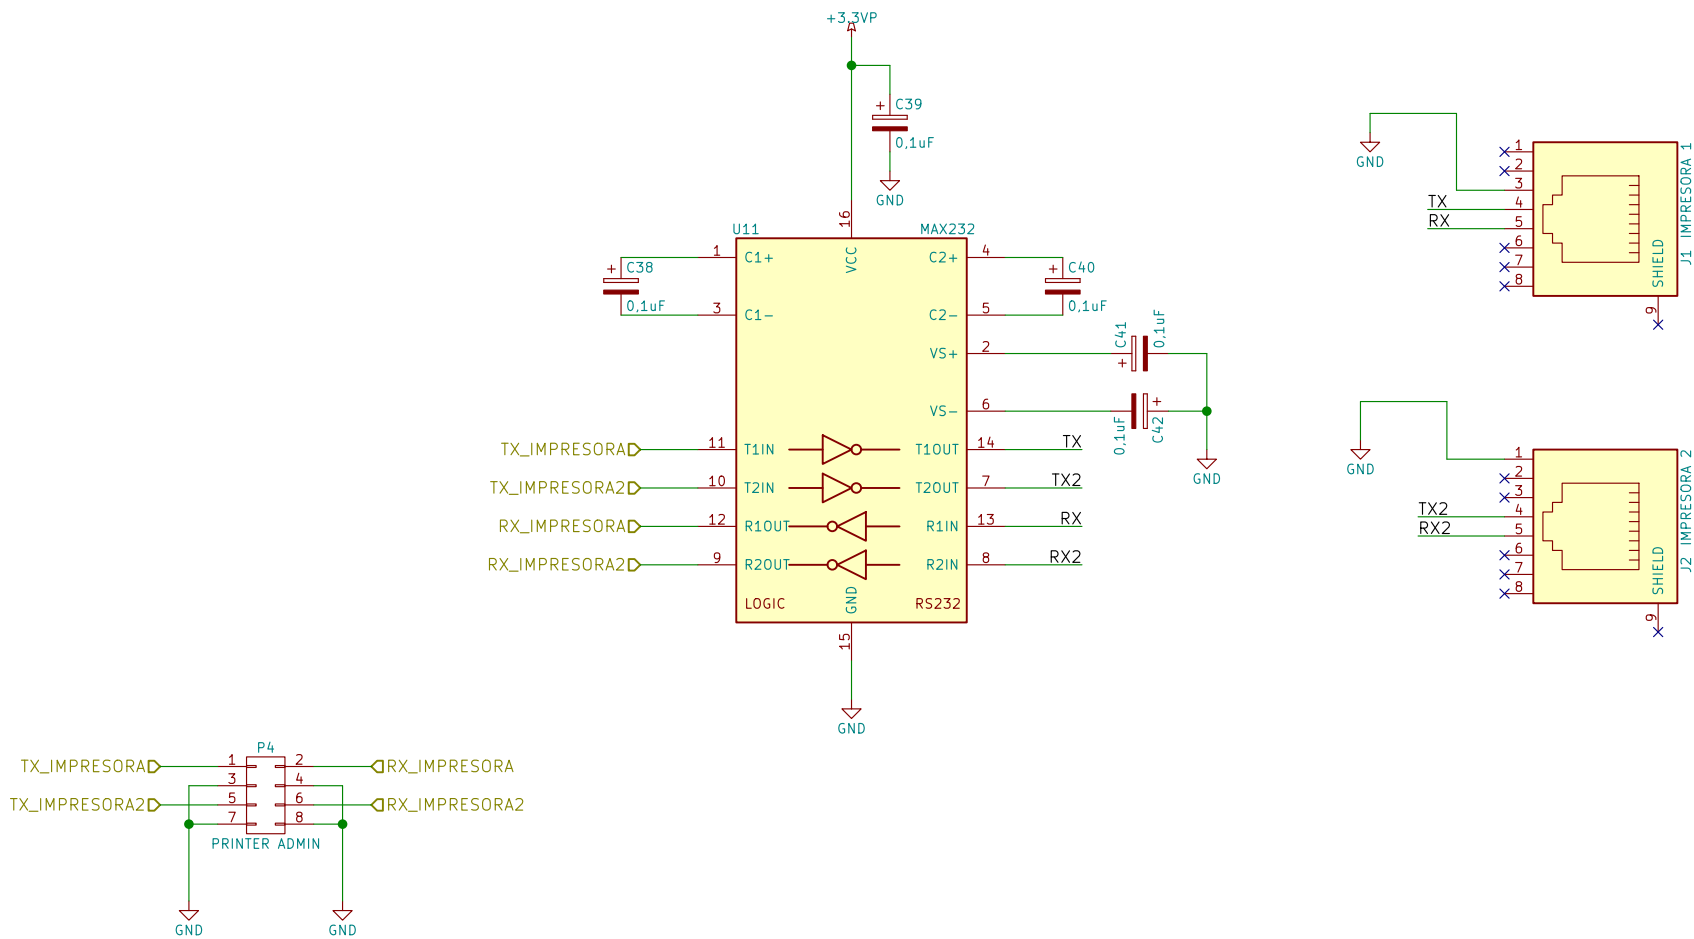 +3.3VP
C39
0,1uF
GND
16
U11
MAX232
VCC
1
C1+
C38
0,1uF
3
C1-
C2+
4
C40
0,1uF
C2-
5
VS+
2
C41
0,1uF
VS-
6
0,1uF
C42
GND
TX_IMPRESORA
11
T1IN
T1OUT
14
TX
TX_IMPRESORA2
10
T2IN
T2OUT
7
TX2
RX_IMPRESORA
12
R1OUT
R1IN
13
RX
RX_IMPRESORA2
9
R2OUT
R2IN
8
RX2
LOGIC
GND
RS232
15
GND
GND
1
2
3
TX
4
RX
5
6
7
8
SHIELD
9
J1 IMPRESORA 1
GND
1
2
3
TX2
4
RX2
5
6
7
8
SHIELD
9
J2 IMPRESORA 2
P4
TX_IMPRESORA
1
2
RX_IMPRESORA
3
4
TX_IMPRESORA2
5
6
RX_IMPRESORA2
7
8
PRINTER ADMIN
GND
GND